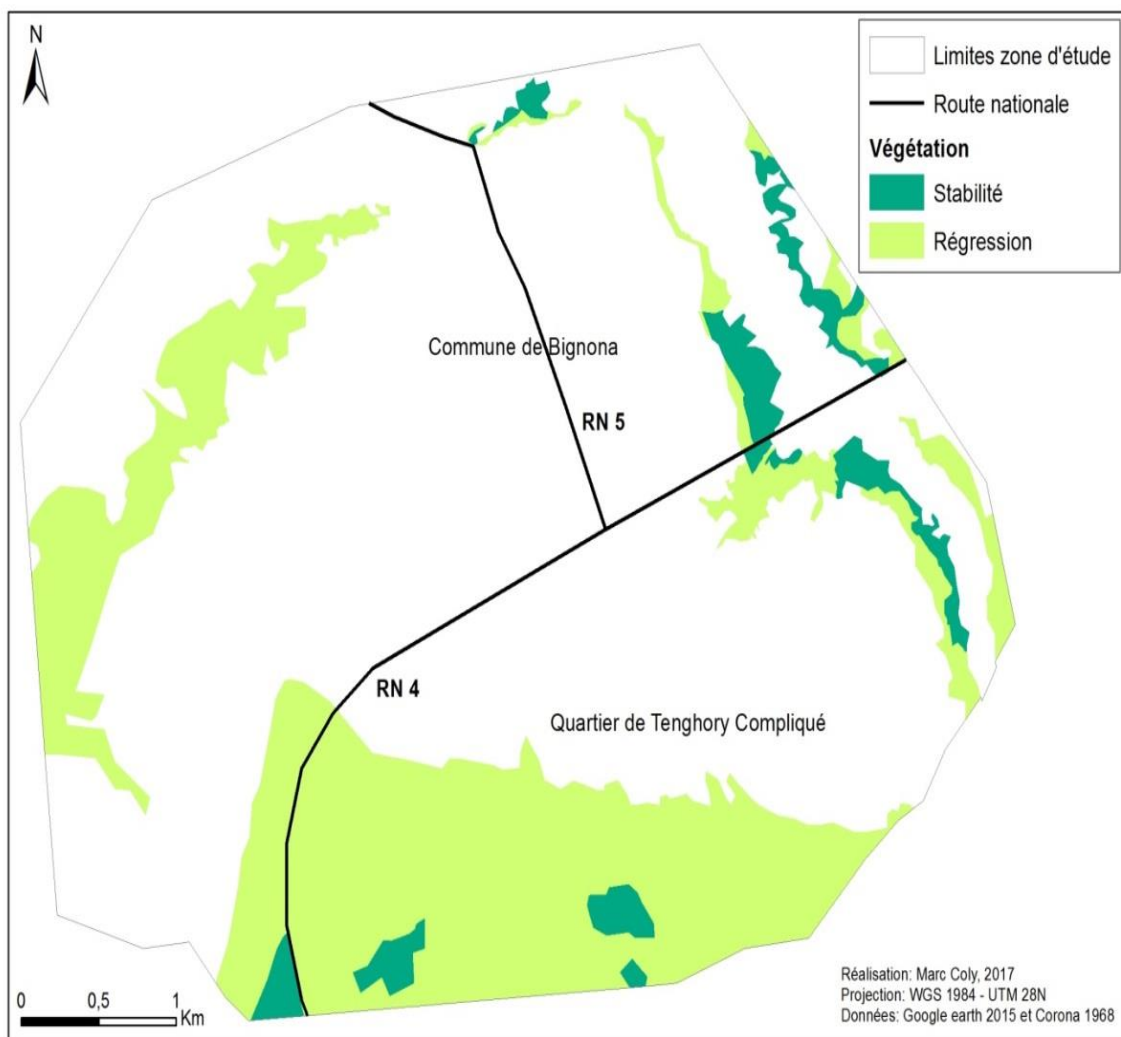 N
Limites zone d'étude
Route nationale
Végétation
Stabilité
Régression
Commune de Bignona
RN 5
RN 4
Quartier de Tenghory Compliqué
0 0,5 1
Km
Réalisation: Marc Coly, 2017
Projection: WGS 1984 - UTM 28N
Données: Google earth 2015 et Corona 1968